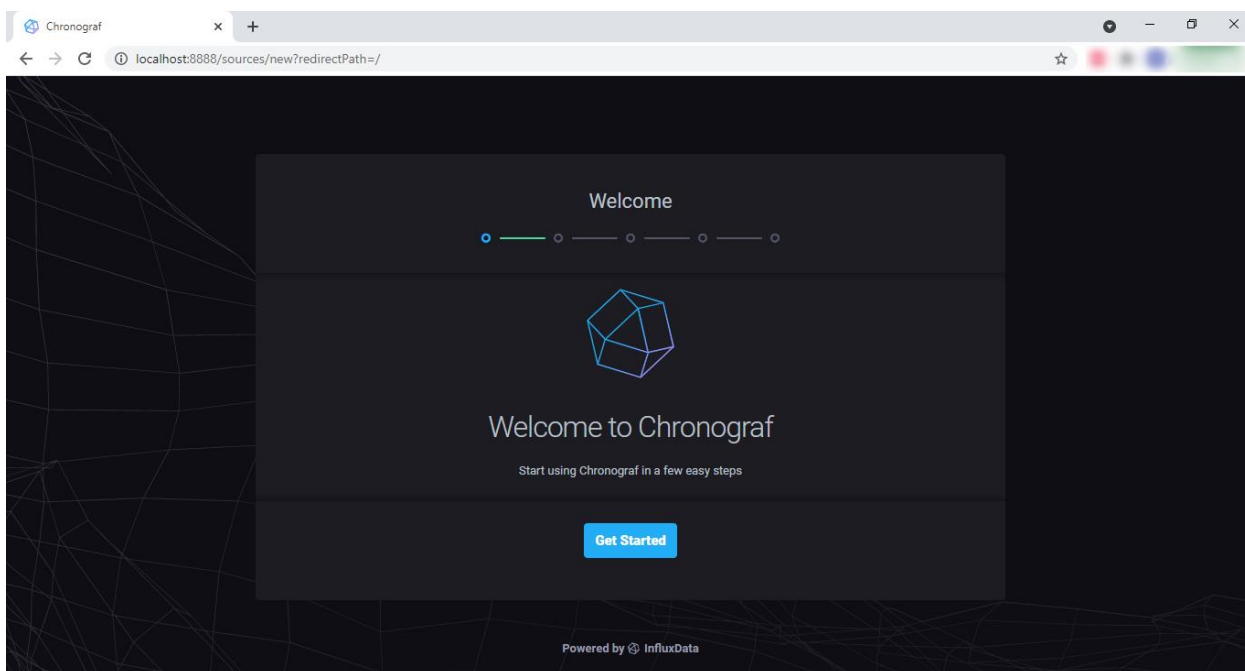 Chronograf
localhost:8888/sources/new?redirectPath=/
Welcome
Welcome to Chronograf
Start using Chronograf in a few easy steps
Get Started
Powered by InfluxData